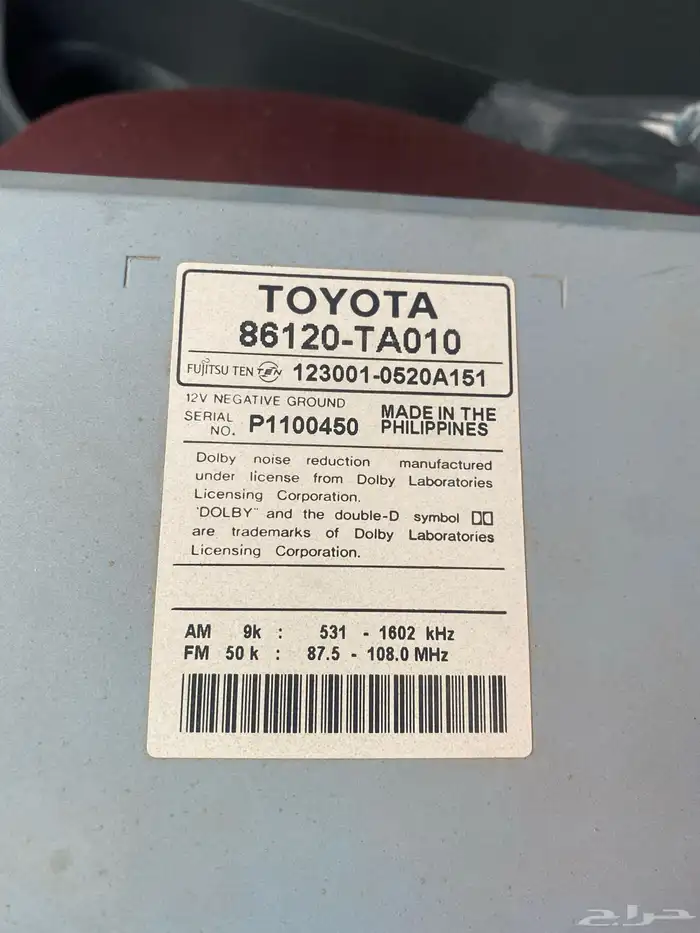 TOYOTA
86120-TA010
FUJITSU TEN TEN 123001-0520A151
12V NEGATIVE GROUND
SERIAL NO. P1100450 MADE IN THE PHILIPPINES
Dolby noise reduction manufactured
under license from Dolby Laboratories
Licensing Corporation.
"DOLBY" and the double-D symbol
are trademarks of Dolby Laboratories
Licensing Corporation.
AM 9k : 531 - 1602 kHz
FM 50 k : 87.5 - 108.0 MHz
حراج